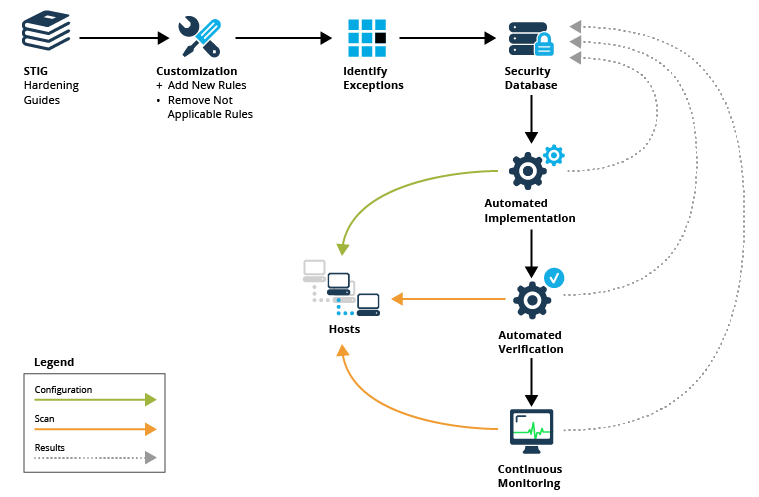 STIG
Hardening
Guides
Customization
+ Add New Rules
• Remove Not
Applicable Rules
Identify
Exceptions
Security
Database
Automated
Implementation
Hosts
Automated
Verification
Legend
Configuration
Scan
Results
Continuous
Monitoring